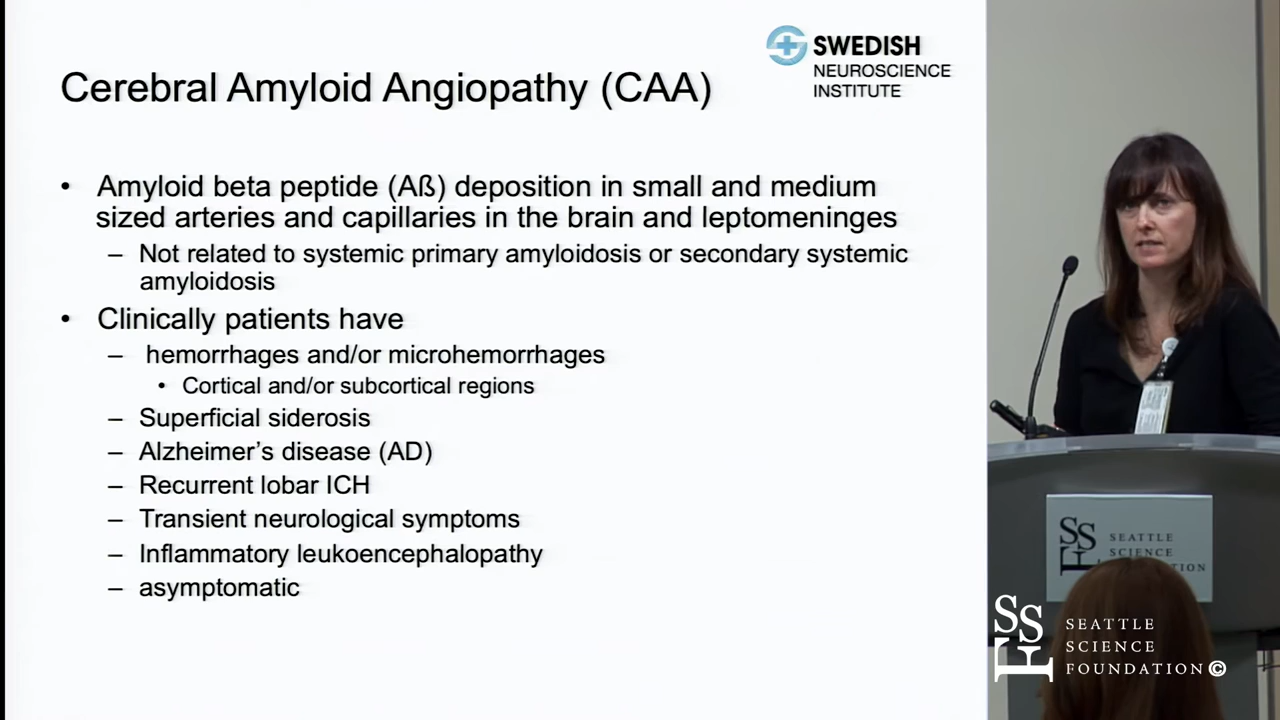 SWEDISH
NEUROSCIENCE
INSTITUTE
Cerebral Amyloid Angiopathy (CAA)
• Amyloid beta peptide (Aß) deposition in small and medium
sized arteries and capillaries in the brain and leptomeninges
– Not related to systemic primary amyloidosis or secondary systemic
amyloidosis
• Clinically patients have
– hemorrhages and/or microhemorrhages
• Cortical and/or subcortical regions
– Superficial siderosis
– Alzheimer's disease (AD)
– Recurrent lobar ICH
– Transient neurological symptoms
– Inflammatory leukoencephalopathy
– asymptomatic
SSF
SEATTLE
SCIENCE
SSF
SEATTLE
SCIENCE
FOUNDATION©